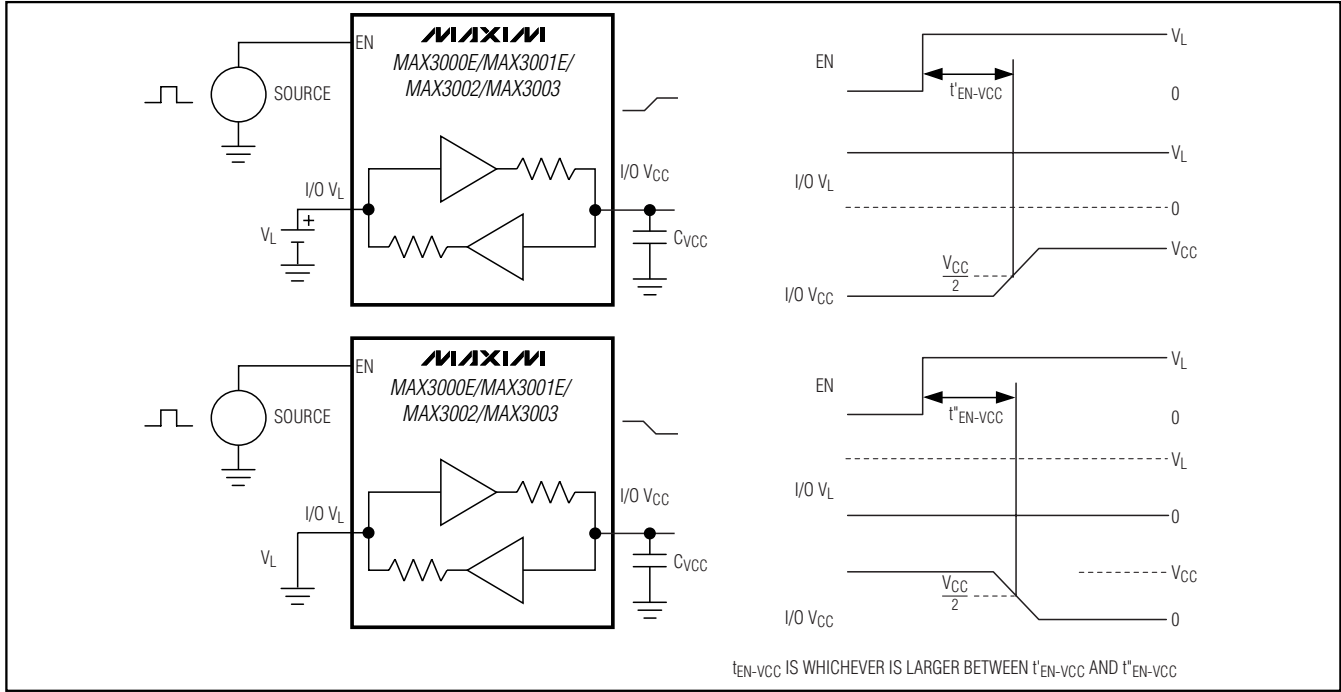 MAXIM
MAX3000E/MAX3001E/
MAX3002/MAX3003
EN
SOURCE
I/O VL
VL
+
I/O VCC
CVCC
EN
t'EN-VCC
VL
0
I/O VL
VL
0
I/O VCC
VCC
2
VCC
MAXIM
MAX3000E/MAX3001E/
MAX3002/MAX3003
EN
SOURCE
I/O VL
VL
I/O VCC
CVCC
EN
t"EN-VCC
VL
0
I/O VL
VL
0
I/O VCC
VCC
2
VCC
0
tEN-VCC IS WHICHEVER IS LARGER BETWEEN t'EN-VCC AND t"EN-VCC